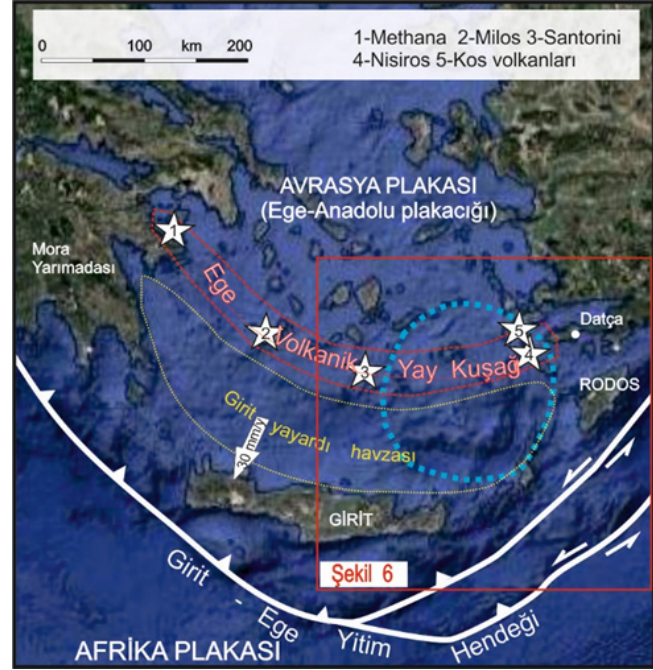 0 100 km 200
1-Methana 2-Milos 3-Santorini
4-Nisiros 5-Kos volkanları
AVRASYA PLAKASI
(Ege-Anadolu plakacığı)
Mora
Yarımadası
1
Ege
2
Volkanik
3
Yay Kuşağ
5
4
Datça
RODOS
Girit yayardı havzası
30 mm/y
GİRİT
Şekil 6
Girit - Ege Yitim Hendeği
AFRİKA PLAKASI